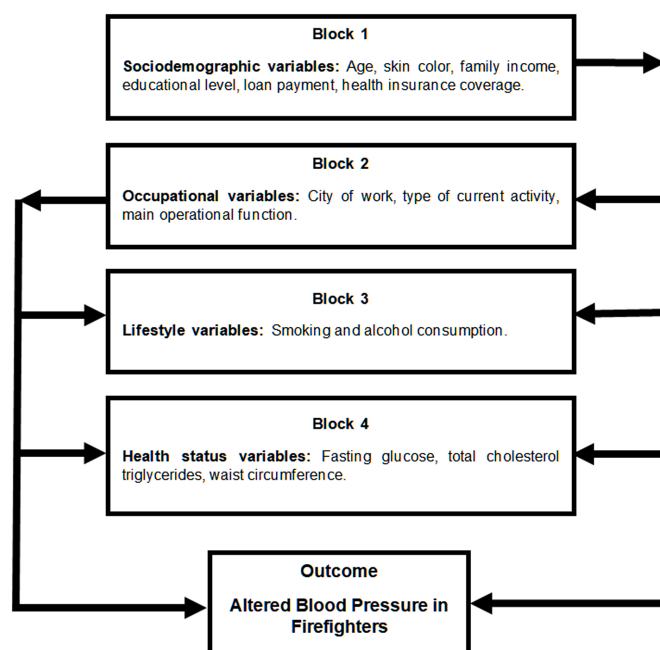 Block 1
Sociodemographic variables: Age, skin color, family income,
educational level, loan payment, health insurance coverage.
Block 2
Occupational variables: City of work, type of current activity,
main operational function.
Block 3
Lifestyle variables: Smoking and alcohol consumption.
Block 4
Health status variables: Fasting glucose, total cholesterol
triglycerides, waist circumference.
Outcome
Altered Blood Pressure in
Firefighters